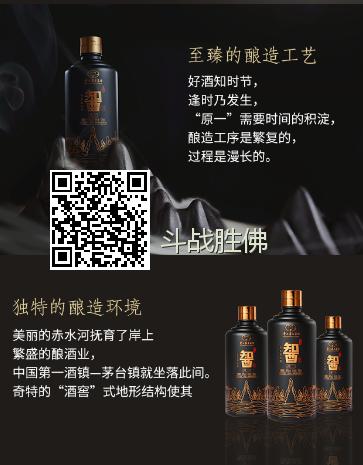 至臻的酿造工艺
好酒知时节，
逢时乃发生，
“原一”需要时间的积淀，
酿造工序是繁复的，
过程是漫长的。
智
斗战胜佛
独特的酿造环境
美丽的赤水河抚育了岸上
繁盛的酿酒业，
中国第一酒镇—茅台镇就坐落此间。
奇特的“酒窖”式地形结构使其
智